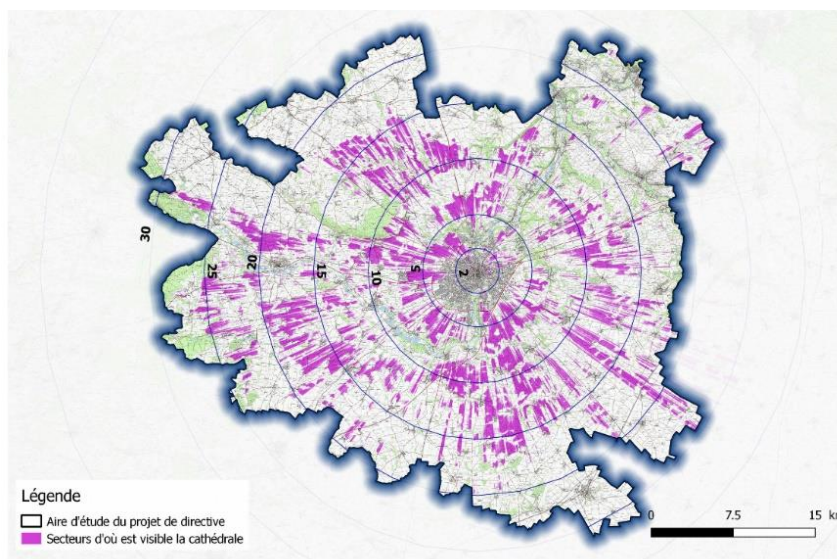 30
25
20
15
10
5
2
Légende
Aire d'étude du projet de directive
Secteurs d'où est visible la cathédrale
0 7.5 15 km